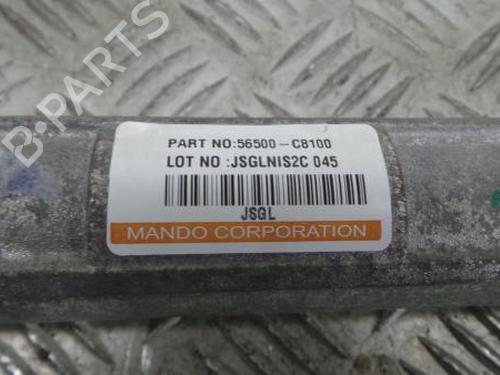 B-PARTS
PART NO:56500-C8100
LOT NO :JSGLNIS2C 045
JSGL
MANDO CORPORATION